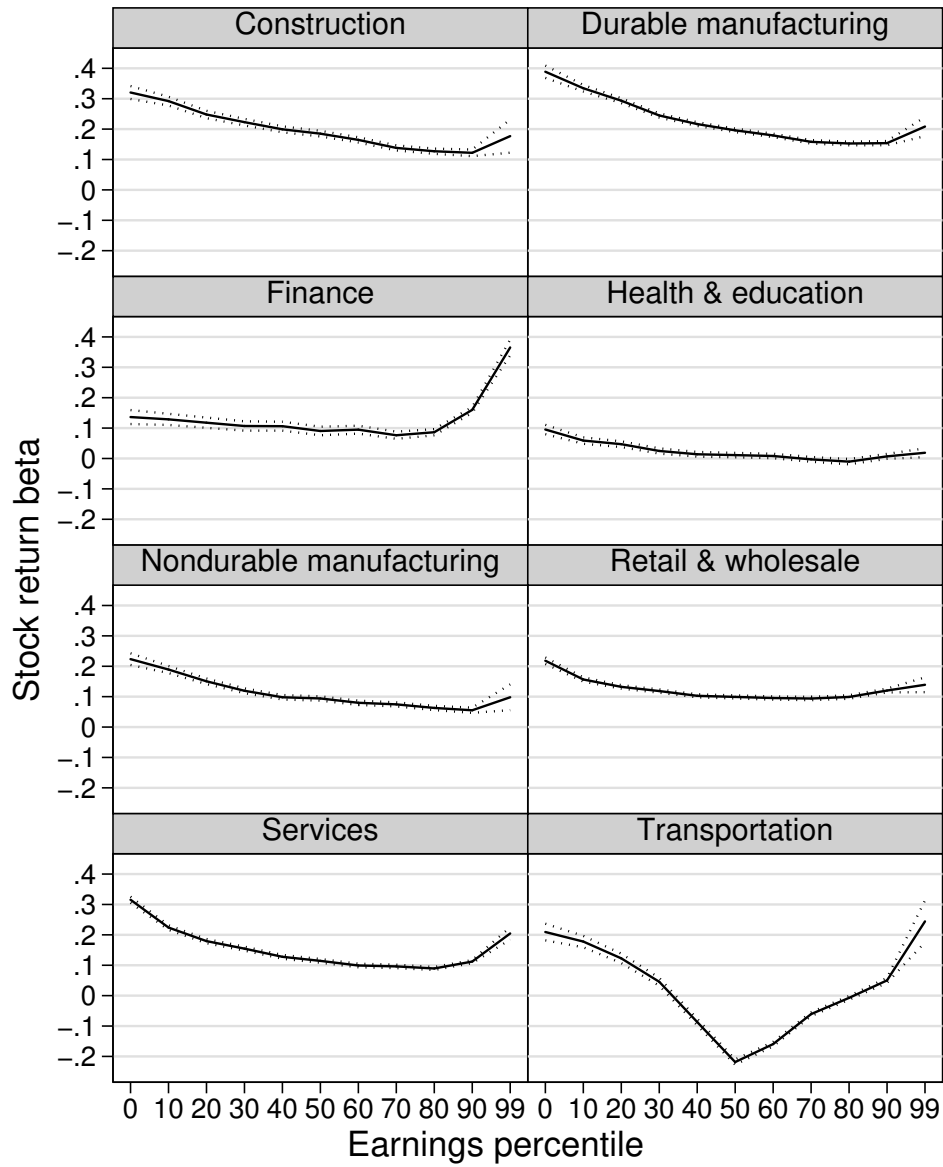 Construction
Durable manufacturing
.4
.3
.2
.1
0
−.1
−.2
Finance
Health & education
.4
.3
.2
.1
0
−.1
−.2
Nondurable manufacturing
Retail & wholesale
.4
.3
.2
.1
0
−.1
−.2
Services
Transportation
.4
.3
.2
.1
0
−.1
−.2
Stock return beta
0 10 20 30 40 50 60 70 80 90 99
0 10 20 30 40 50 60 70 80 90 99
Earnings percentile